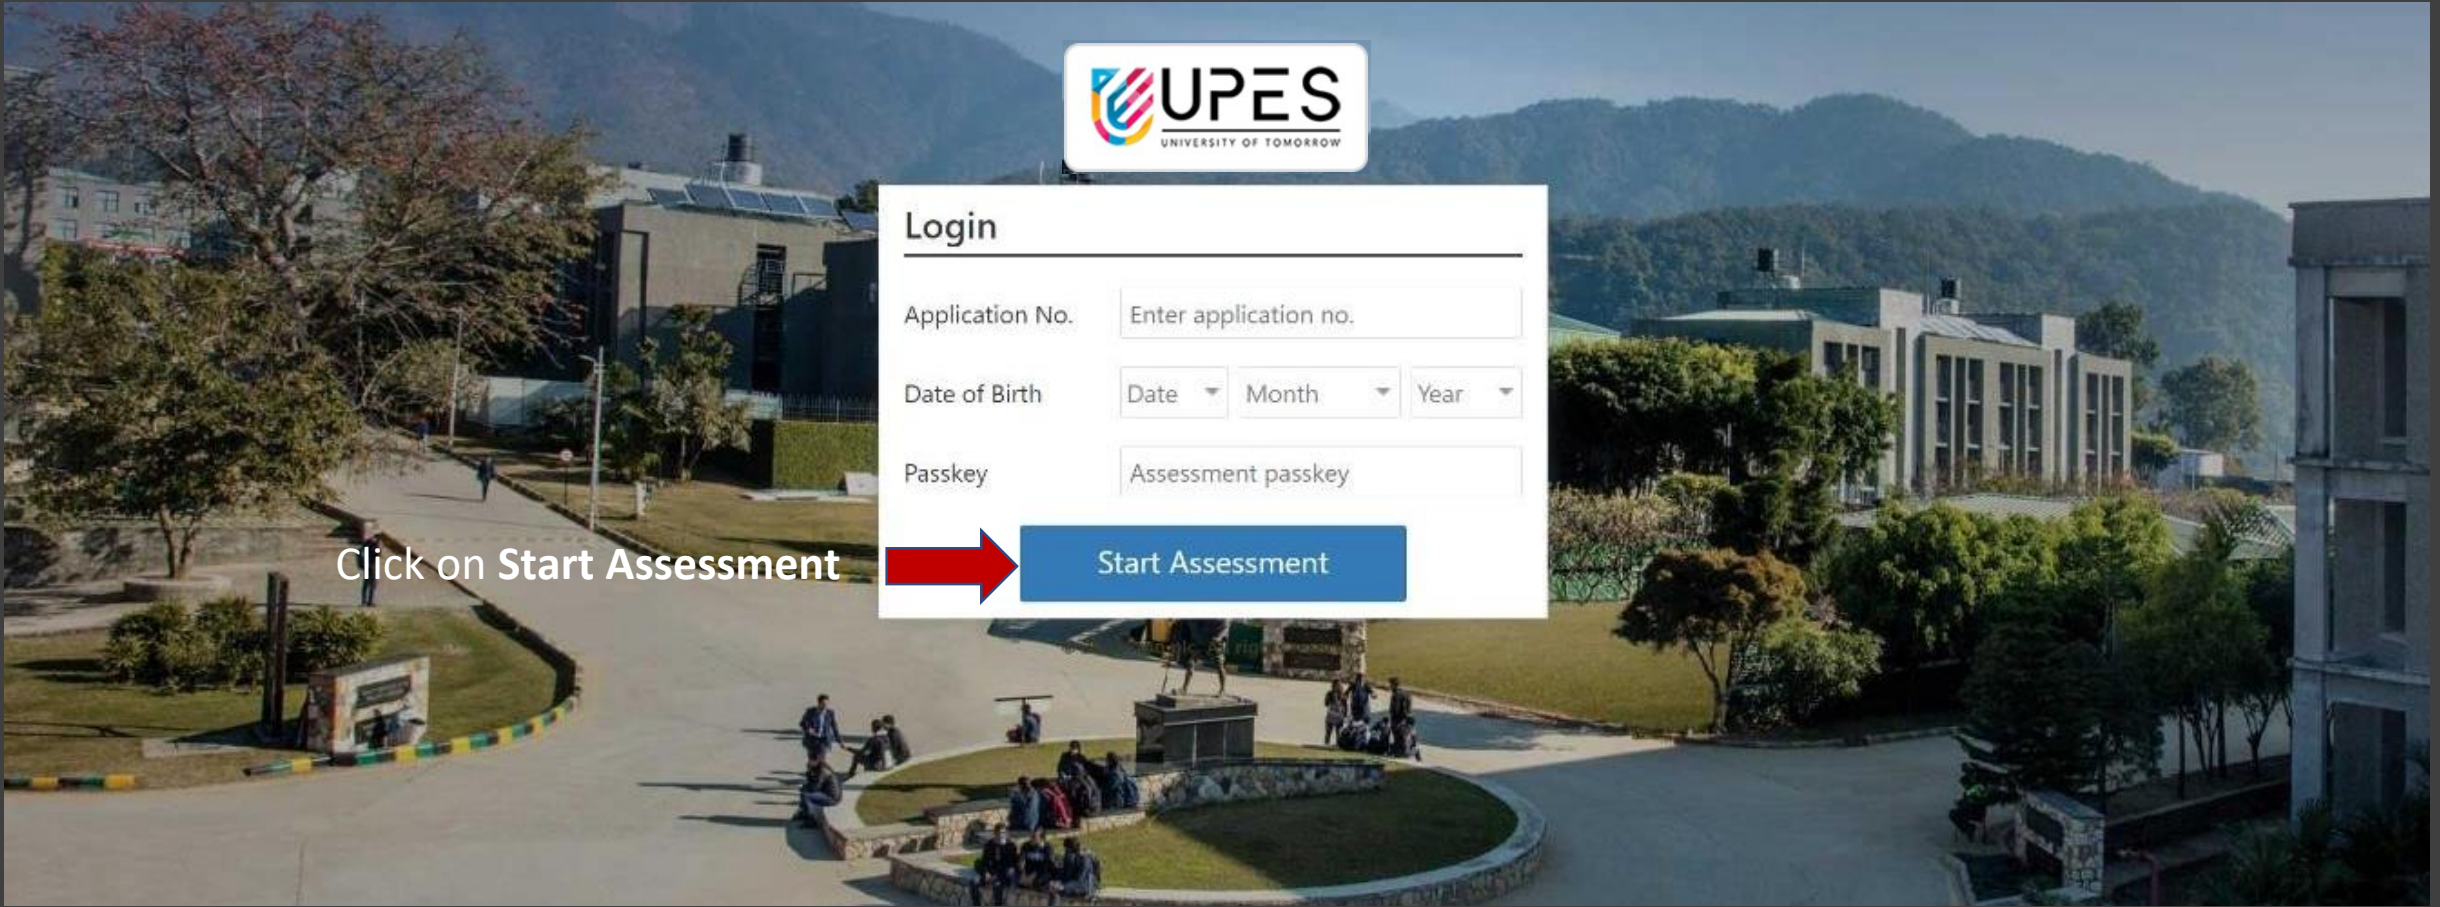 UPES
UNIVERSITY OF TOMORROW
Login
Application No. Enter application no.
Date of Birth Date Month Year
Passkey Assessment passkey
Click on Start Assessment
Start Assessment